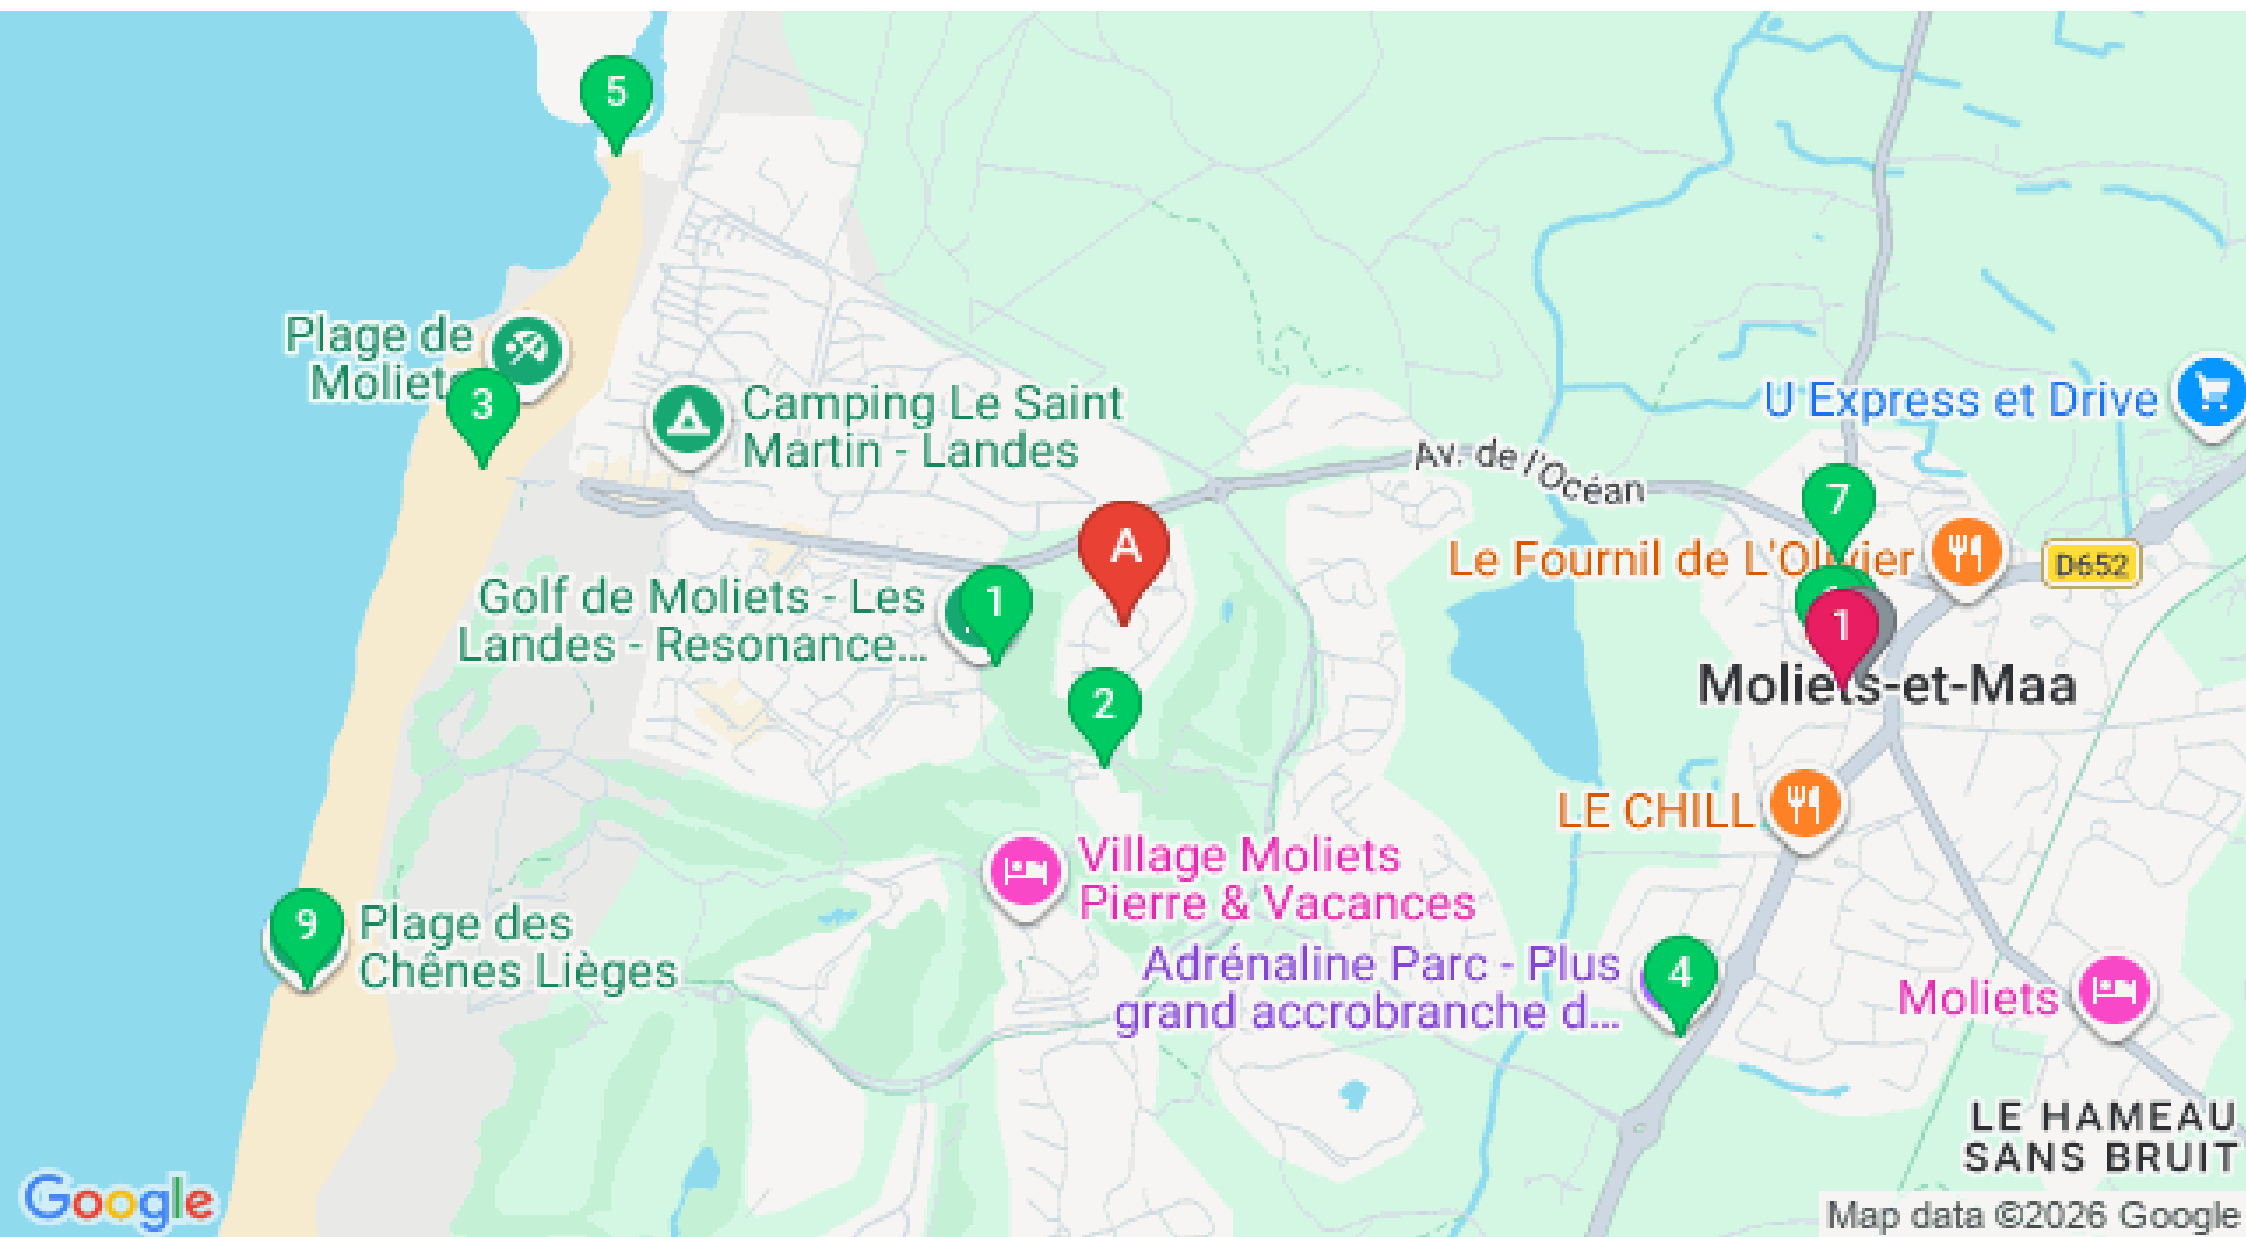 5
Plage de
Moliets
3
Camping Le Saint
Martin - Landes
U Express et Drive
Av. de l'Océan
7
A
Le Fournil de L'Olivier
D652
Golf de Moliets - Les
Landes - Resonance...
1
1
Moliets-et-Maa
2
LE CHILL
Village Moliets
Pierre & Vacances
9
Plage des
Chênes Lièges
Adrénaline Parc - Plus
grand accrobranche d...
4
Moliets
LE HAMEAU
SANS BRUIT
Google
Map data ©2026 Google